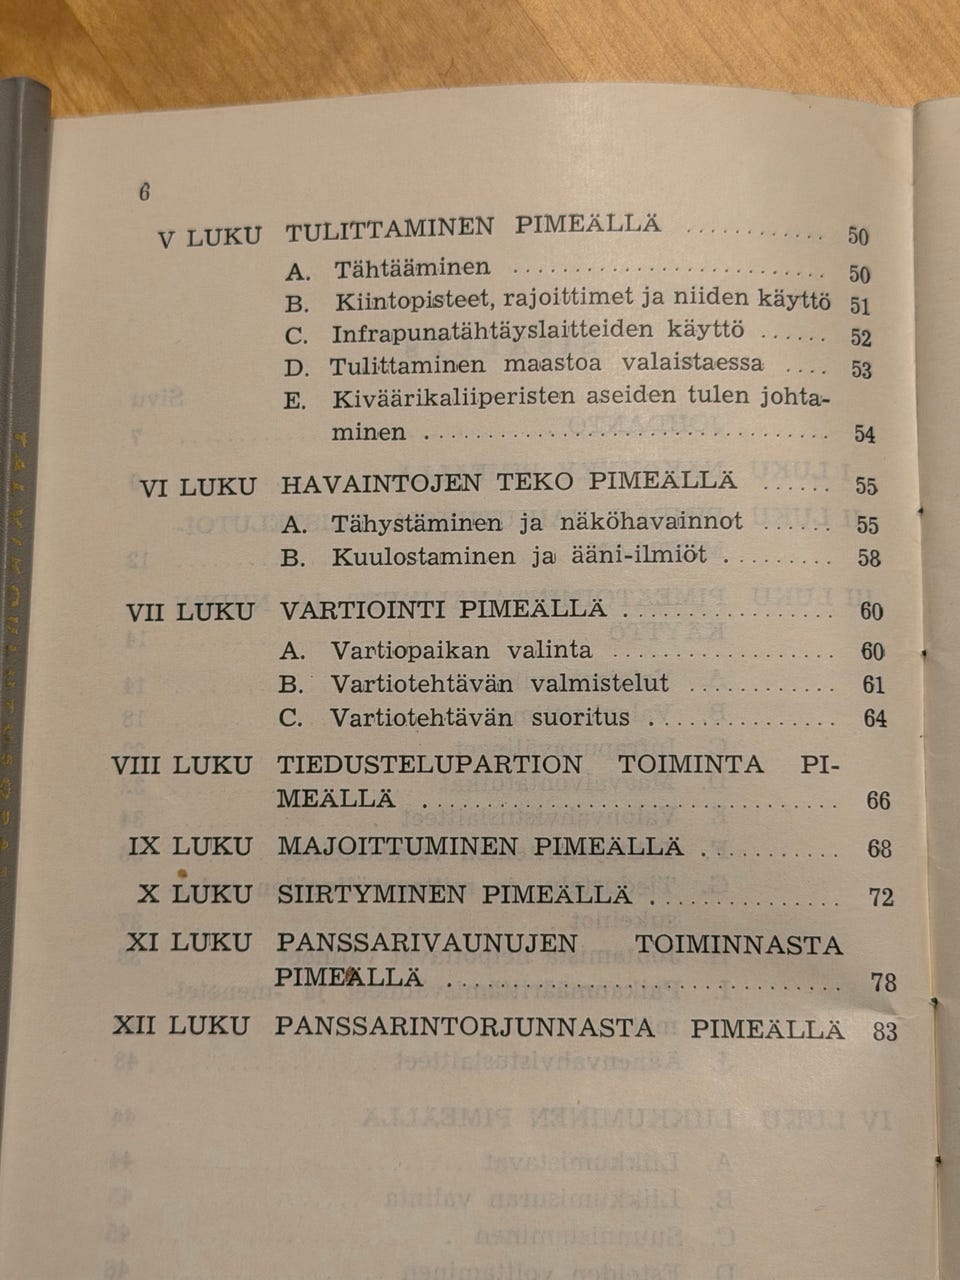 6
V LUKU TULITTAMINEN PIMEÄLLÄ ............ 50
A. Tähtääminen ........................... 50
B. Kiintopisteet, rajoittimet ja niiden käyttö 51
C. Infrapunatähtäyslaitteiden käyttö ...... 52
D. Tulittaminen maastoa valaistaessa .... 53
E. Kiväärikaliiperisten aseiden tulen johta-
minen .................................. 54
VI LUKU HAVAINTOJEN TEKO PIMEÄLLÄ ...... 55
A. Tähystäminen ja näköhavainnot ...... 55
B. Kuulostaminen ja ääni-ilmiöt ......... 58
VII LUKU VARTIOINTI PIMEÄLLÄ .................. 60
A. Vartiopaikan valinta ................... 60
B. Vartiotehtävän valmistelut ............ 61
C. Vartiotehtävän suoritus ............... 64
VIII LUKU TIEDUSTELUPARTION TOIMINTA PI-
MEÄLLÄ .................................. 66
IX LUKU MAJOITTUMINEN PIMEÄLLÄ ........... 68
X LUKU SIIRTYMINEN PIMEÄLLÄ ............... 72
XI LUKU PANSSARIVAUNUJEN TOIMINNASTA
PIMEÄLLÄ ................................ 78
XII LUKU PANSSARINTORJUNNASTA PIMEÄLLÄ 83